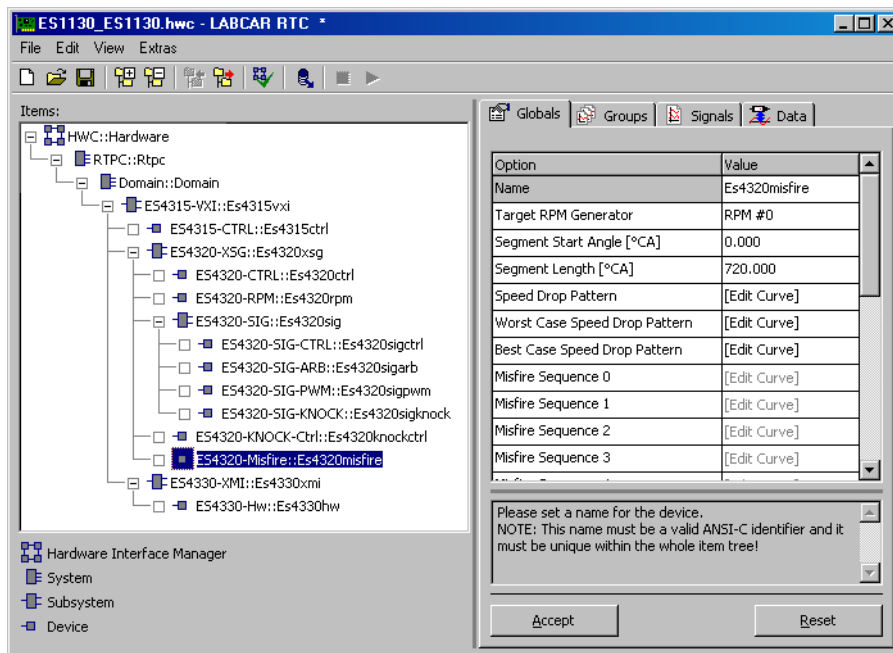 ES1130_ES1130.hwc - LABCAR RTC *
File Edit View Extras
Items:
HWC::Hardware
RTPC::Rtpc
Domain::Domain
ES4315-VXI::Es4315vxi
ES4315-CTRL::Es4315ctrl
ES4320-XSG::Es4320xsg
ES4320-CTRL::Es4320ctrl
ES4320-RPM::Es4320rpm
ES4320-SIG::Es4320sig
ES4320-SIG-CTRL::Es4320sigctrl
ES4320-SIG-ARB::Es4320sigarb
ES4320-SIG-PWM::Es4320sigpwm
ES4320-SIG-KNOCK::Es4320sigknock
ES4320-KNOCK-Ctrl::Es4320knockctrl
ES4320-Misfire::Es4320misfire
ES4330-XMI::Es4330xmi
ES4330-Hw::Es4330hw
Hardware Interface Manager
System
Subsystem
Device
Globals Groups Signals Data
Option Value
Name Es4320misfire
Target RPM Generator RPM #0
Segment Start Angle [°CA] 0.000
Segment Length [°CA] 720.000
Speed Drop Pattern [Edit Curve]
Worst Case Speed Drop Pattern [Edit Curve]
Best Case Speed Drop Pattern [Edit Curve]
Misfire Sequence 0 [Edit Curve]
Misfire Sequence 1 [Edit Curve]
Misfire Sequence 2 [Edit Curve]
Misfire Sequence 3 [Edit Curve]
Please set a name for the device.
NOTE: This name must be a valid ANSI-C identifier and it
must be unique within the whole item tree!
Accept Reset